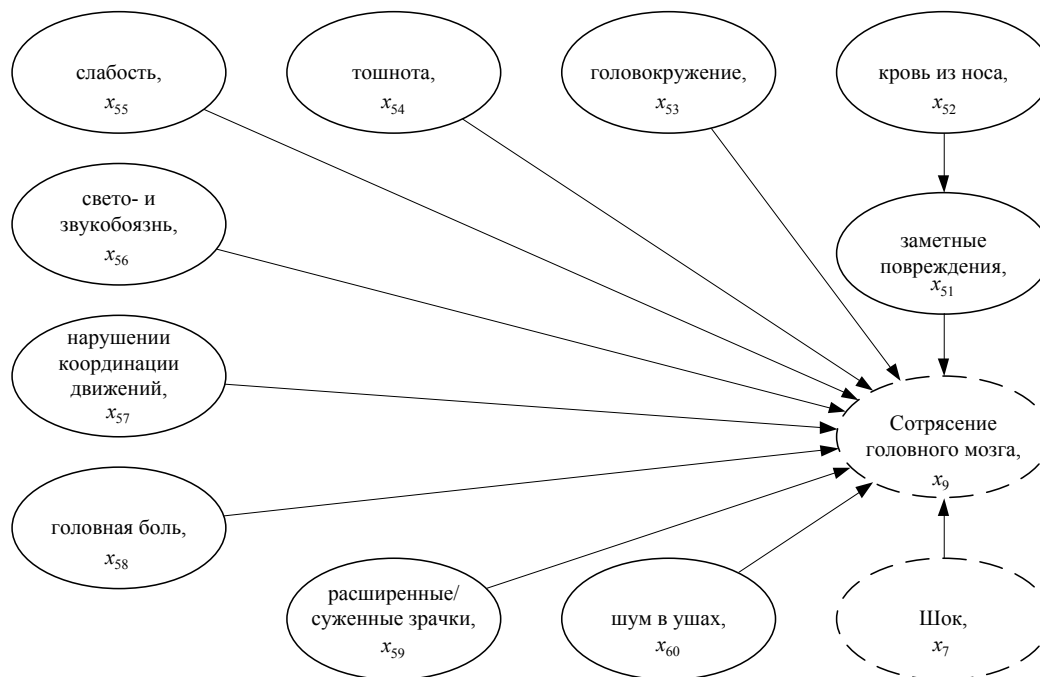 слабость,
x55
тошнота,
x54
головокружение,
x53
кровь из носа,
x52
свето- и
звукобоязнь,
x56
заметные
повреждения,
x51
нарушении
координации
движений,
x57
Сотрясение
головного мозга,
x9
головная боль,
x58
расширенные/
суженные зрачки,
x59
шум в ушах,
x60
Шок,
x7